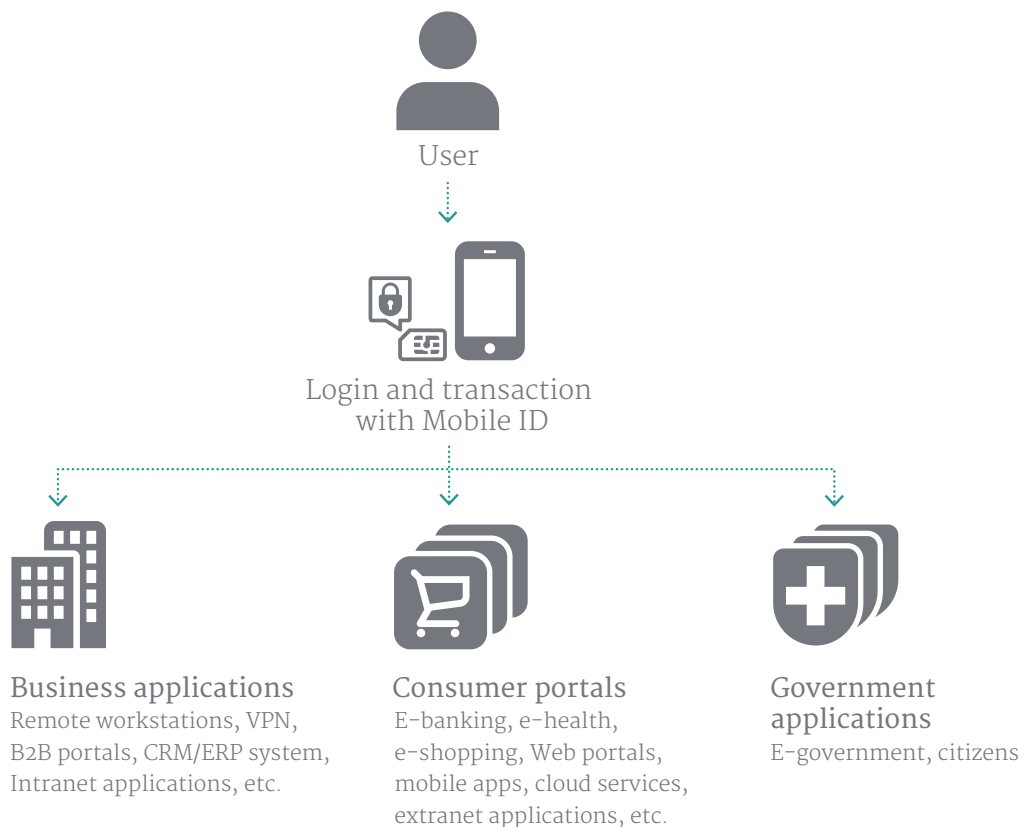 User
Login and transaction
with Mobile ID
Business applications
Remote workstations, VPN,
B2B portals, CRM/ERP system,
Intranet applications, etc.
Consumer portals
E-banking, e-health,
e-shopping, Web portals,
mobile apps, cloud services,
extranet applications, etc.
Government
applications
E-government, citizens